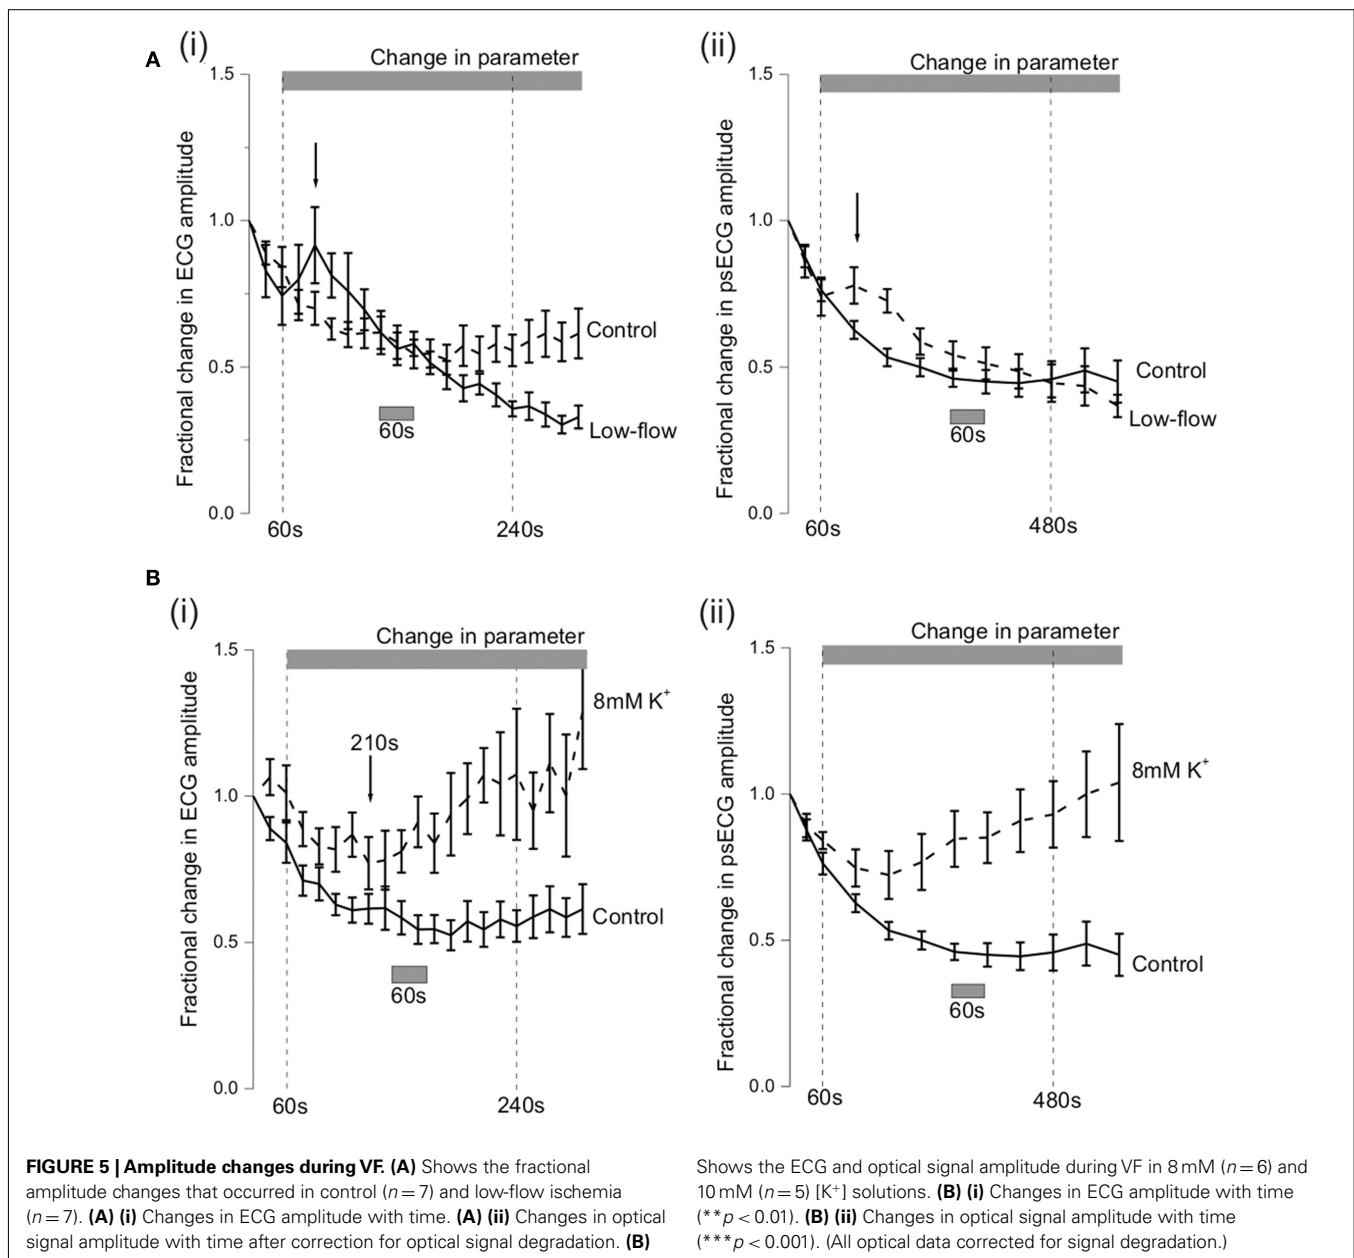 A
(i)
Change in parameter
1.5
1.0
0.5
0.0
Fractional change in ECG amplitude
Control
Low-flow
60s
60s
240s
(ii)
Change in parameter
1.5
1.0
0.5
0.0
Fractional change in psECG amplitude
Control
Low-flow
60s
60s
480s
B
(i)
Change in parameter
1.5
1.0
0.5
0.0
Fractional change in ECG amplitude
8mM K⁺
210s
Control
60s
60s
240s
(ii)
Change in parameter
1.5
1.0
0.5
0.0
Fractional change in psECG amplitude
8mM K⁺
Control
60s
60s
480s
FIGURE 5 | Amplitude changes during VF. (A) Shows the fractional
amplitude changes that occurred in control (n = 7) and low-flow ischemia
(n = 7). (A) (i) Changes in ECG amplitude with time. (A) (ii) Changes in optical
signal amplitude with time after correction for optical signal degradation. (B)
Shows the ECG and optical signal amplitude during VF in 8 mM (n = 6) and
10 mM (n = 5) [K⁺] solutions. (B) (i) Changes in ECG amplitude with time
(**p < 0.01). (B) (ii) Changes in optical signal amplitude with time
(***p < 0.001). (All optical data corrected for signal degradation.)